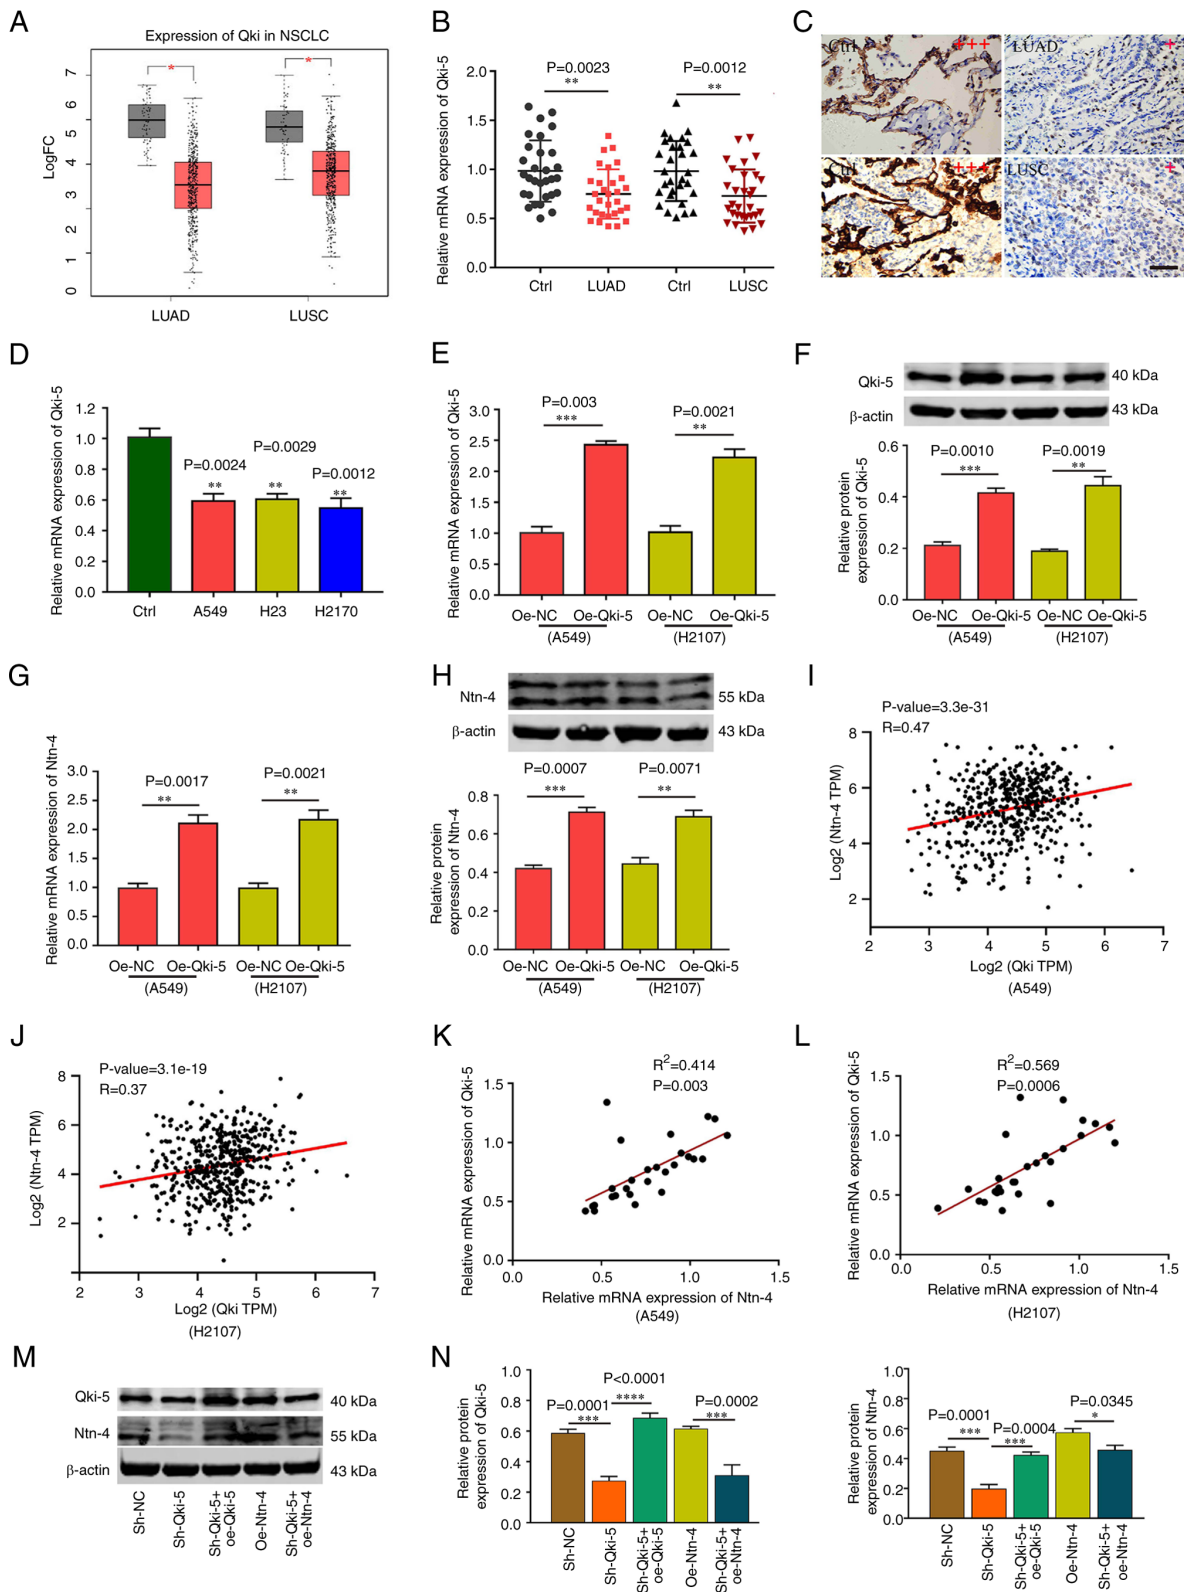 A
Expression of Qki in NSCLC
LogFC
7
6
5
4
3
2
1
0
*
*
LUAD
LUSC
B
Relative mRNA expression of Qki-5
2.0
1.5
1.0
0.5
0.0
P=0.0023
**
P=0.0012
**
Ctrl
LUAD
Ctrl
LUSC
C
Ctrl
+++
LUAD
+
Ctrl
+++
LUSC
+
D
Relative mRNA expression of Qki-5
1.2
1.0
0.8
0.6
0.4
0.2
0.0
P=0.0024
**
P=0.0029
**
P=0.0012
**
Ctrl
A549
H23
H2170
E
Relative mRNA expression of Qki-5
3.0
2.5
2.0
1.5
1.0
0.5
0.0
P=0.003
***
P=0.0021
**
Oe-NC
Oe-Qki-5
Oe-NC
Oe-Qki-5
(A549)
(H2107)
F
Qki-5
40 kDa
β-actin
43 kDa
Relative protein
expression of Qki-5
0.6
0.4
0.2
0.0
P=0.0010
***
P=0.0019
**
Oe-NC
Oe-Qki-5
Oe-NC
Oe-Qki-5
(A549)
(H2107)
G
Relative mRNA expression of Ntn-4
3.0
2.5
2.0
1.5
1.0
0.5
0.0
P=0.0017
**
P=0.0021
**
Oe-NC
Oe-Qki-5
Oe-NC
Oe-Qki-5
(A549)
(H2107)
H
Ntn-4
55 kDa
β-actin
43 kDa
Relative protein
expression of Ntn-4
0.8
0.6
0.4
0.2
0.0
P=0.0007
***
P=0.0071
**
Oe-NC
Oe-Qki-5
Oe-NC
Oe-Qki-5
(A549)
(H2107)
I
P-value=3.3e-31
R=0.47
Log2 (Ntn-4 TPM)
8
6
4
2
2
3
4
5
6
7
Log2 (Qki TPM)
(A549)
J
P-value=3.1e-19
R=0.37
Log2 (Ntn-4 TPM)
8
6
4
2
2
3
4
5
6
7
Log2 (Qki TPM)
(H2107)
K
R2=0.414
P=0.003
Relative mRNA expression of Qki-5
1.5
1.0
0.5
0.0
0.0
0.5
1.0
1.5
Relative mRNA expression of Ntn-4
(A549)
L
R2=0.569
P=0.0006
Relative mRNA expression of Qki-5
1.5
1.0
0.5
0.0
0.0
0.5
1.0
1.5
Relative mRNA expression of Ntn-4
(H2107)
M
Qki-5
40 kDa
Ntn-4
55 kDa
β-actin
43 kDa
Sh-NC
Sh-Qki-5
Sh-Qki-5+
oe-Qki-5
Oe-Ntn-4
Sh-Qki-5+
oe-Ntn-4
N
Relative protein
expression of Qki-5
1.0
0.8
0.6
0.4
0.2
0.0
P=0.0001
***
P<0.0001
****
P=0.0002
***
Sh-NC
Sh-Qki-5
Sh-Qki-5+
oe-Qki-5
Oe-Ntn-4
Sh-Qki-5+
oe-Ntn-4
Relative protein
expression of Ntn-4
1.0
0.8
0.6
0.4
0.2
0.0
P=0.0001
***
P=0.0004
***
P=0.0345
*
Sh-NC
Sh-Qki-5
Sh-Qki-5+
oe-Qki-5
Oe-Ntn-4
Sh-Qki-5+
oe-Ntn-4